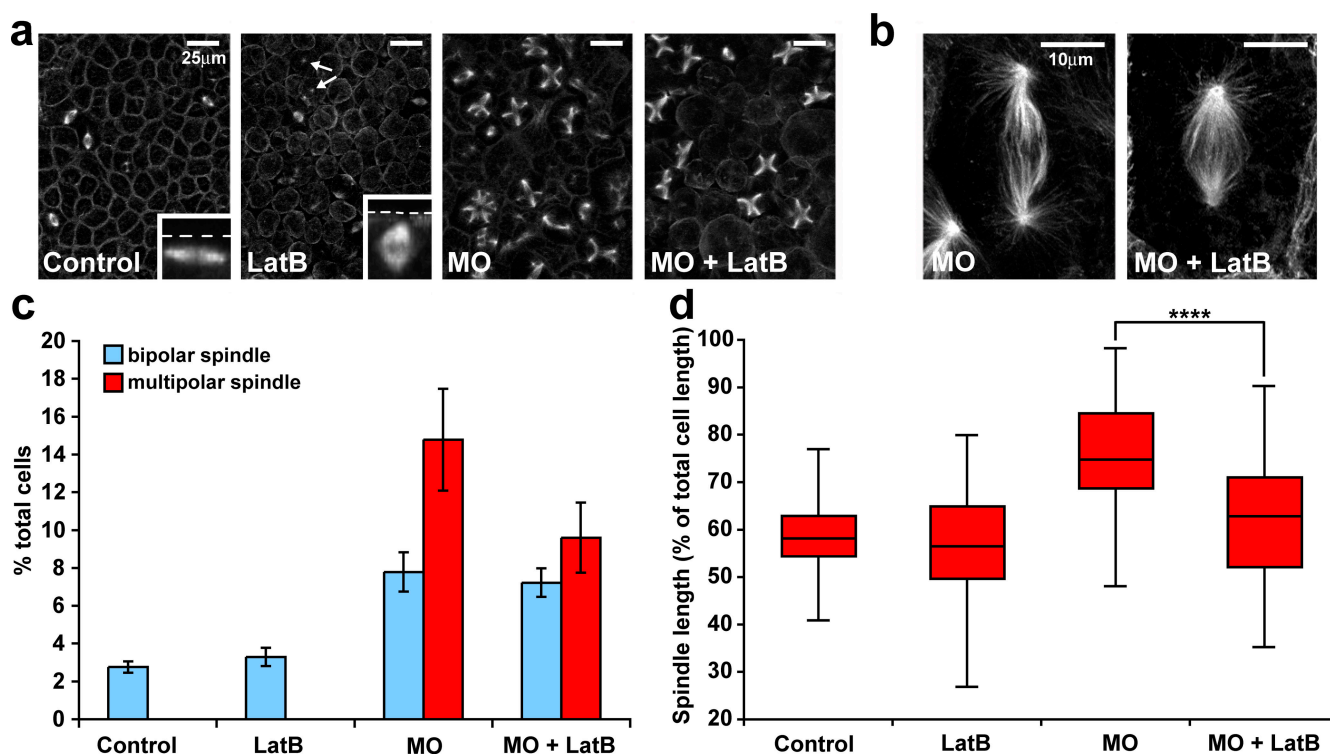 a
25μm
Control
LatB
MO
MO + LatB
b
10μm
MO
MO + LatB
c
% total cells
20
18
16
14
12
10
8
6
4
2
0
bipolar spindle
multipolar spindle
Control
LatB
MO
MO + LatB
d
Spindle length (% of total cell length)
100
90
80
70
60
50
40
30
20
****
Control
LatB
MO
MO + LatB